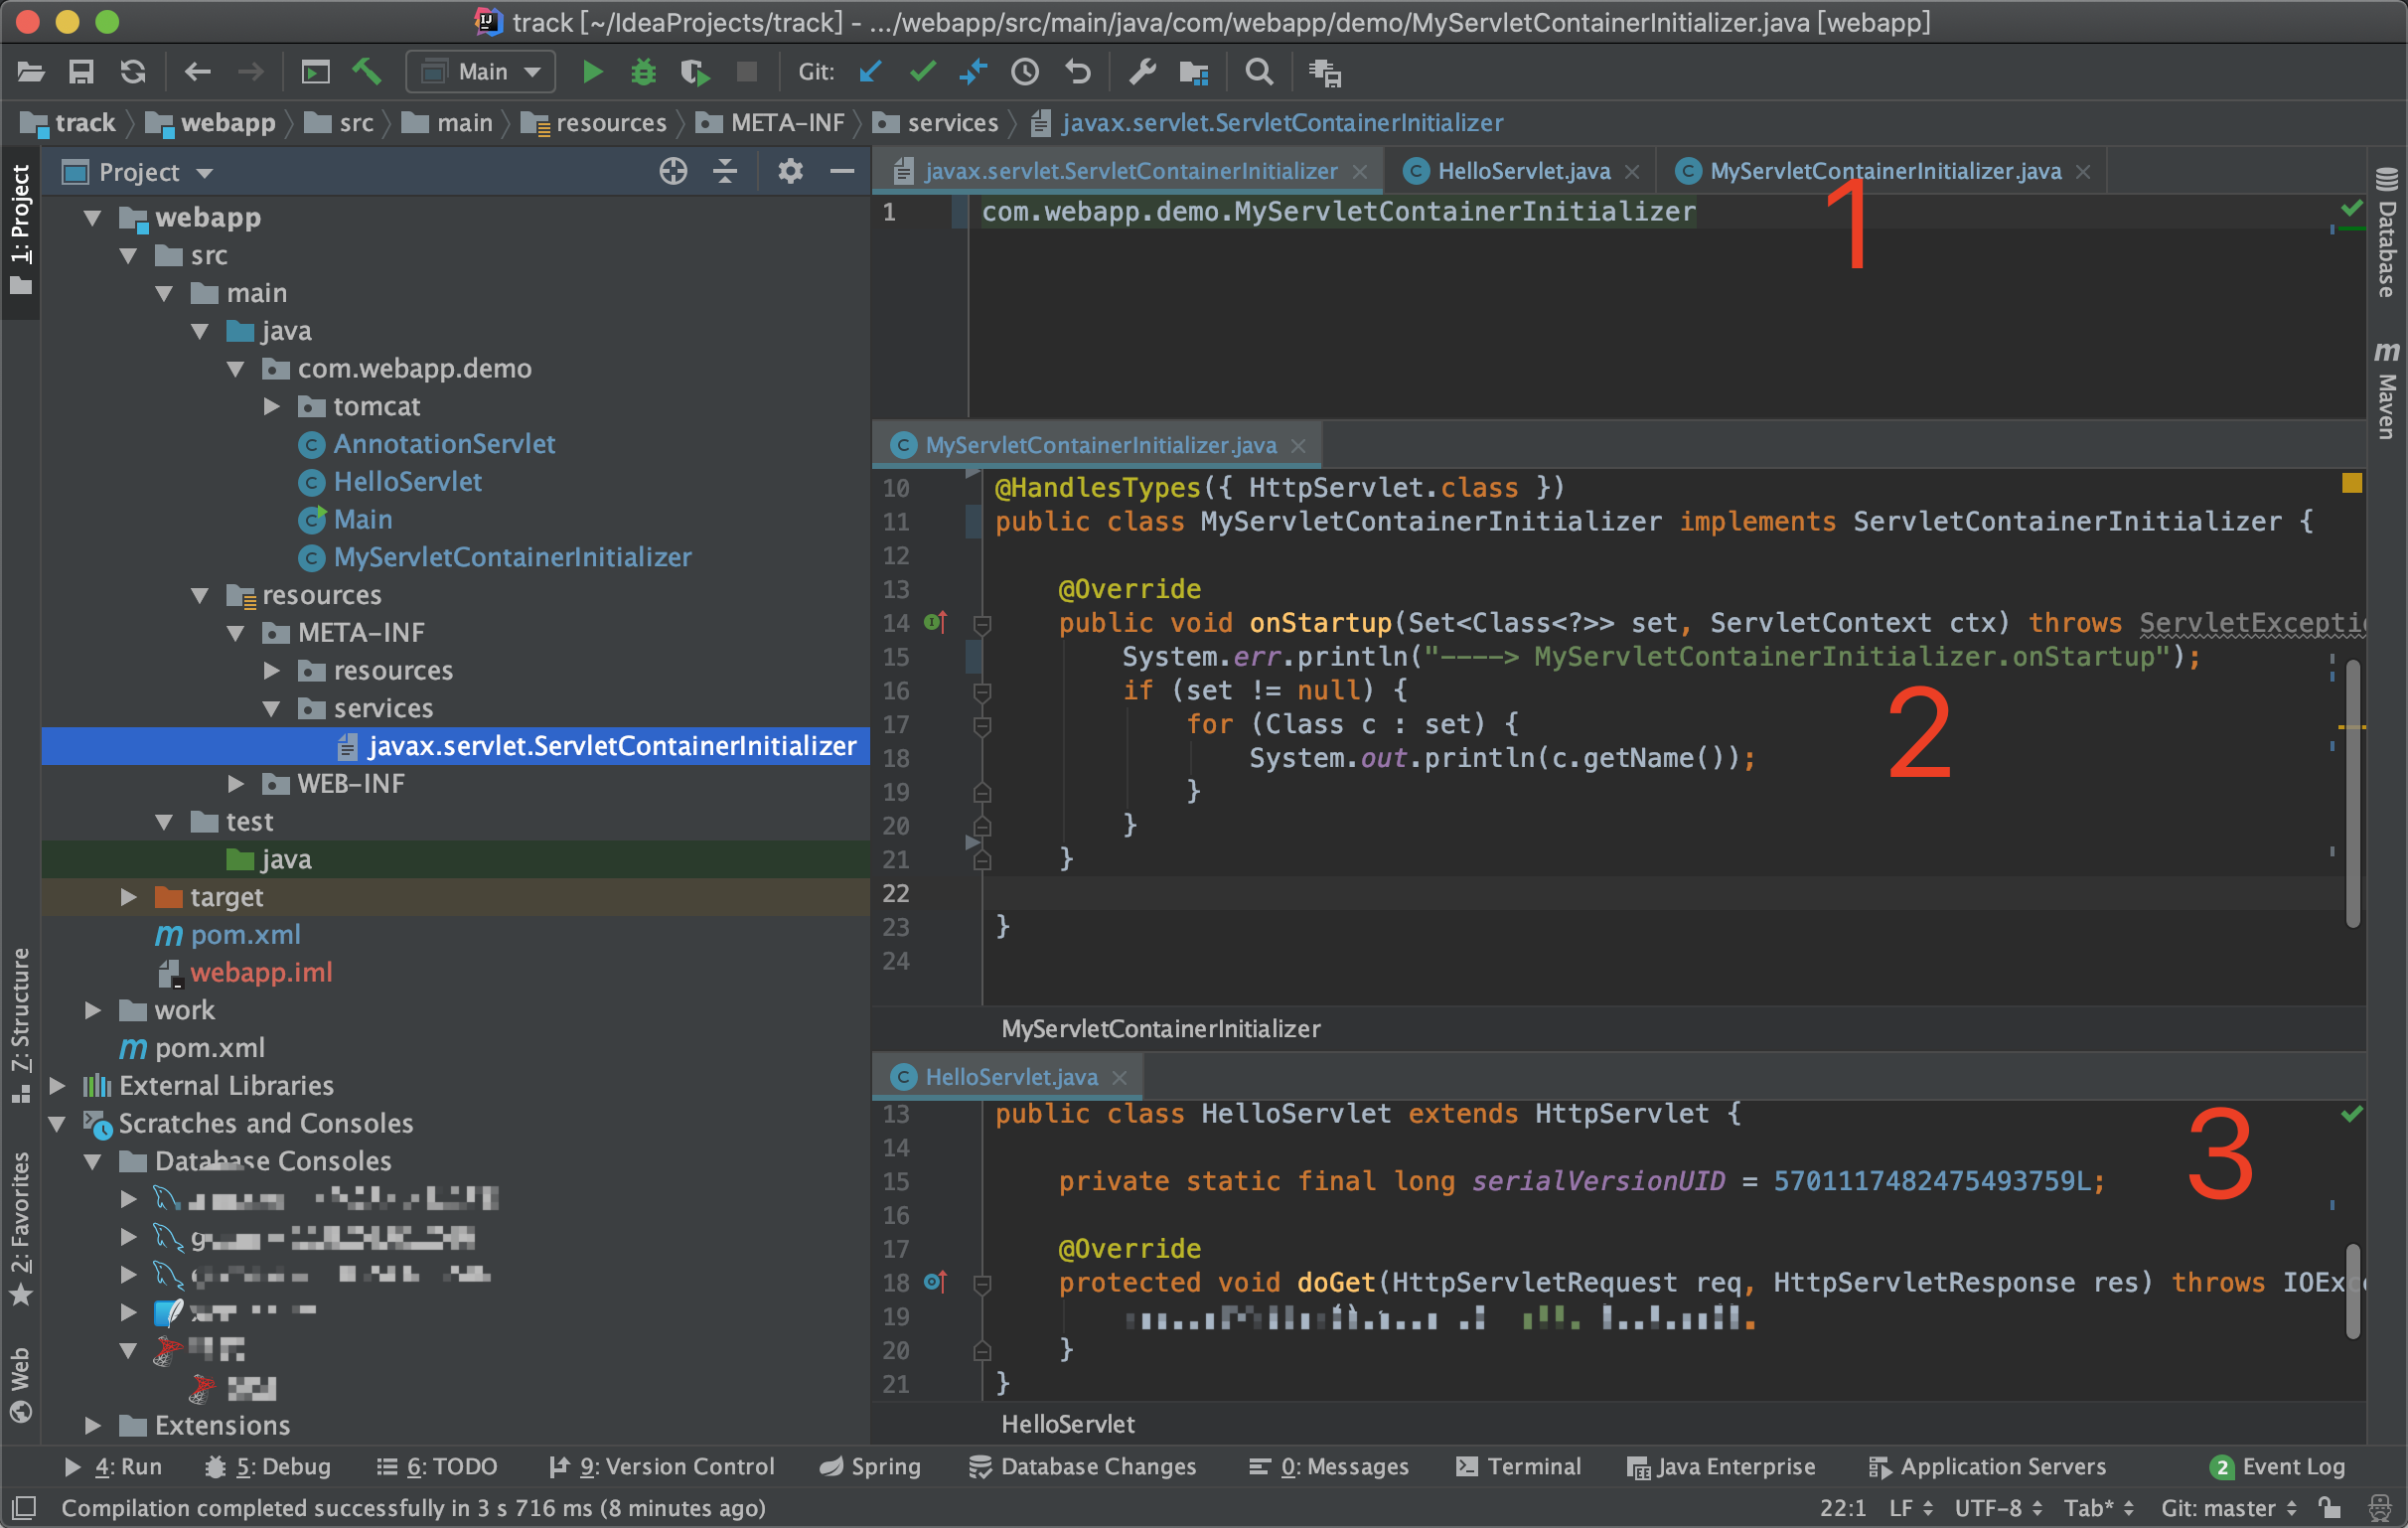 track [~/IdeaProjects/track] - .../webapp/src/main/java/com/webapp/demo/MyServletContainerInitializer.java [webapp]
Main Git:
track webapp src main resources META-INF services javax.servlet.ServletContainerInitializer
1: Project
Project
webapp
src
main
java
com.webapp.demo
tomcat
AnnotationServlet
HelloServlet
Main
MyServletContainerInitializer
resources
META-INF
resources
services
javax.servlet.ServletContainerInitializer
WEB-INF
test
java
target
pom.xml
webapp.iml
work
pom.xml
External Libraries
Scratches and Consoles
Database Consoles
Extensions
Z: Structure
2: Favorites
Web
javax.servlet.ServletContainerInitializer HelloServlet.java MyServletContainerInitializer.java
1 com.webapp.demo.MyServletContainerInitializer
1
MyServletContainerInitializer.java
10 @HandlesTypes({ HttpServlet.class })
11 public class MyServletContainerInitializer implements ServletContainerInitializer {
12
13 @Override
14 public void onStartup(Set<Class<?>> set, ServletContext ctx) throws ServletExceptio
15 System.err.println("----> MyServletContainerInitializer.onStartup");
16 if (set != null) {
17 for (Class c : set) {
18 System.out.println(c.getName());
19 }
20 }
21 }
22
23 }
24
2
MyServletContainerInitializer
HelloServlet.java
13 public class HelloServlet extends HttpServlet {
14
15 private static final long serialVersionUID = 5701117482475493759L;
16
17 @Override
18 protected void doGet(HttpServletRequest req, HttpServletResponse res) throws IOExc
19
20 }
21 }
3
HelloServlet
Database
Maven
4: Run 5: Debug 6: TODO 9: Version Control Spring Database Changes 0: Messages Terminal Java Enterprise Application Servers 2 Event Log
Compilation completed successfully in 3 s 716 ms (8 minutes ago) 22:1 LF UTF-8 Tab* Git: master